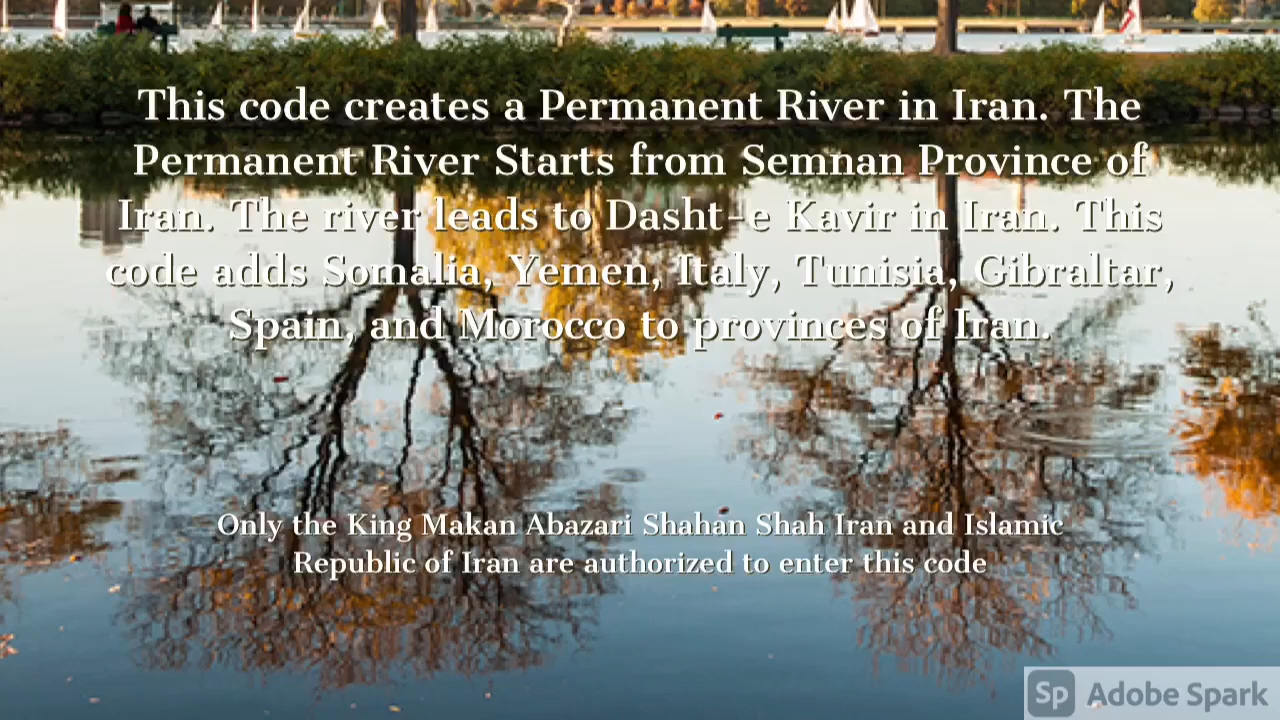 This code creates a Permanent River in Iran. The
Permanent River Starts from Semnan Province of
Iran. The river leads to Dasht-e Kavir in Iran. This
code adds Somalia, Yemen, Italy, Tunisia, Gibraltar,
Spain, and Morocco to provinces of Iran.
Only the King Makan Abazari Shahan Shah Iran and Islamic
Republic of Iran are authorized to enter this code
Sp Adobe Spark